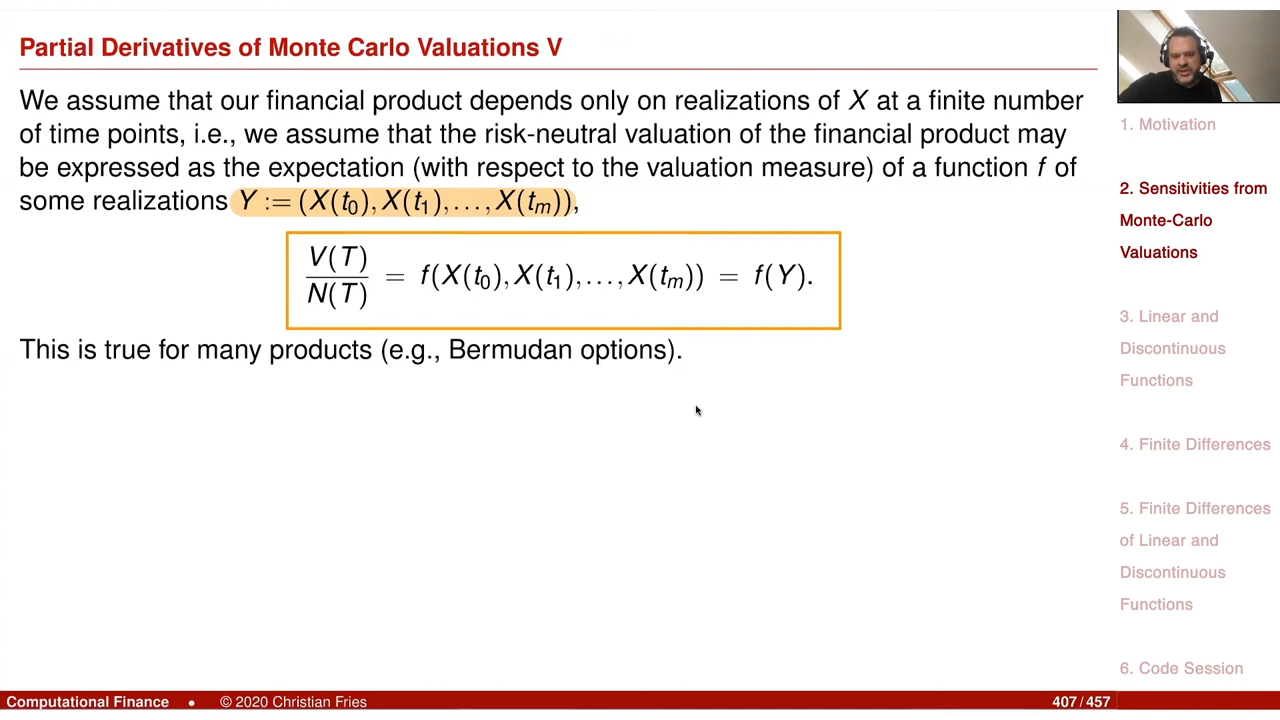 Partial Derivatives of Monte Carlo Valuations V
We assume that our financial product depends only on realizations of X at a finite number
of time points, i.e., we assume that the risk-neutral valuation of the financial product may
be expressed as the expectation (with respect to the valuation measure) of a function f of
some realizations Y := (X(t₀), X(t₁), . . . , X(tₘ)),
V(T)
N(T)
= f(X(t₀), X(t₁), . . . , X(tₘ)) = f(Y).
This is true for many products (e.g., Bermudan options).
1. Motivation
2. Sensitivities from
Monte-Carlo
Valuations
3. Linear and
Discontinuous
Functions
4. Finite Differences
5. Finite Differences
of Linear and
Discontinuous
Functions
6. Code Session
Computational Finance • © 2020 Christian Fries 407/457